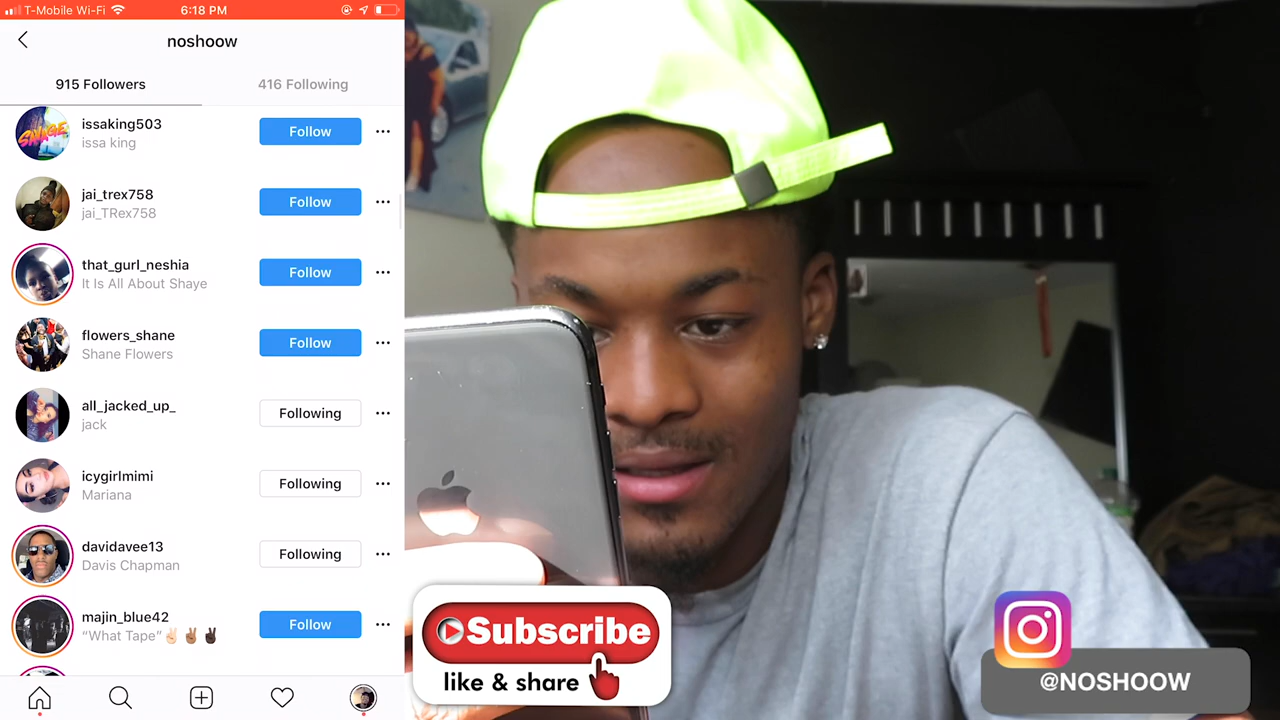 T-Mobile Wi-Fi 6:18 PM
noshoow
915 Followers 416 Following
issaking503
issa king
Follow
jai_trex758
jai_TRex758
Follow
that_gurl_neshia
It Is All About Shaye
Follow
flowers_shane
Shane Flowers
Follow
all_jacked_up_
jack
Following
icygirlmimi
Mariana
Following
davidavee13
Davis Chapman
Following
majin_blue42
“What Tape”✌🏻✌🏽✌🏿
Follow
Subscribe
like & share
@NOSHOOW